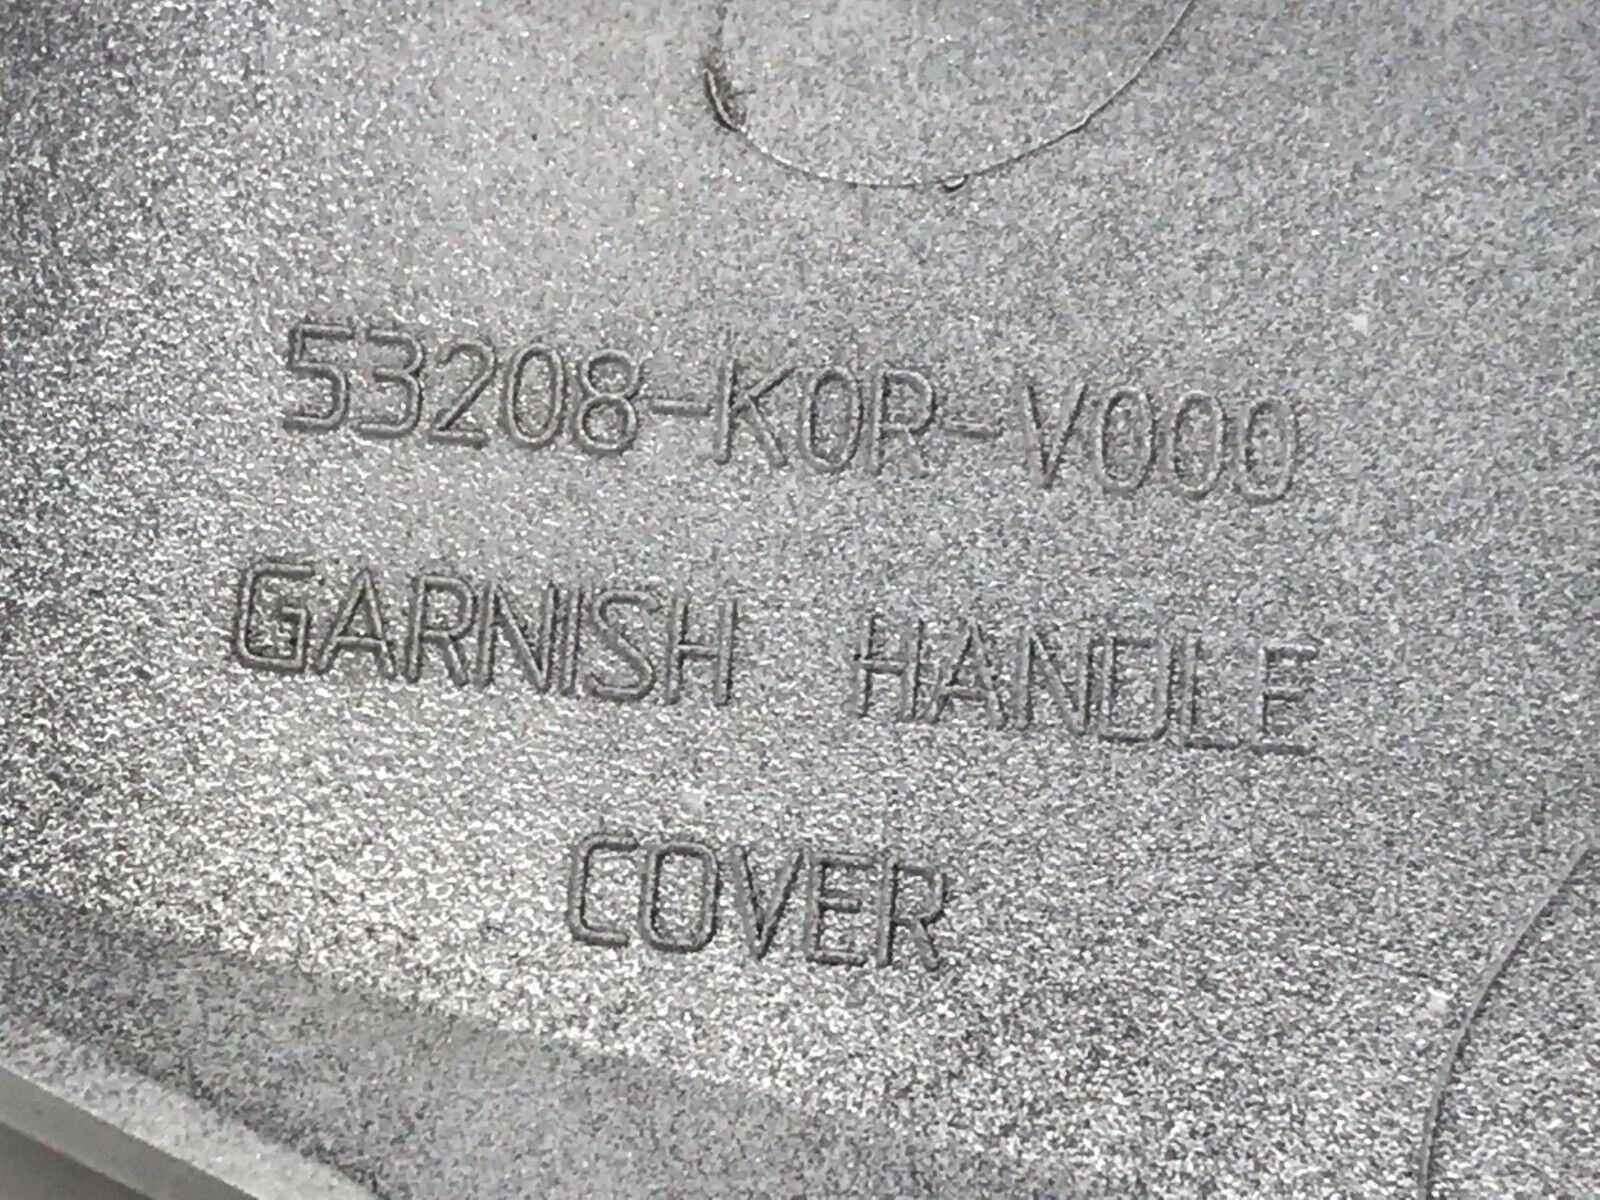 53208-K0R-V000
GARNISH HANDLE
COVER